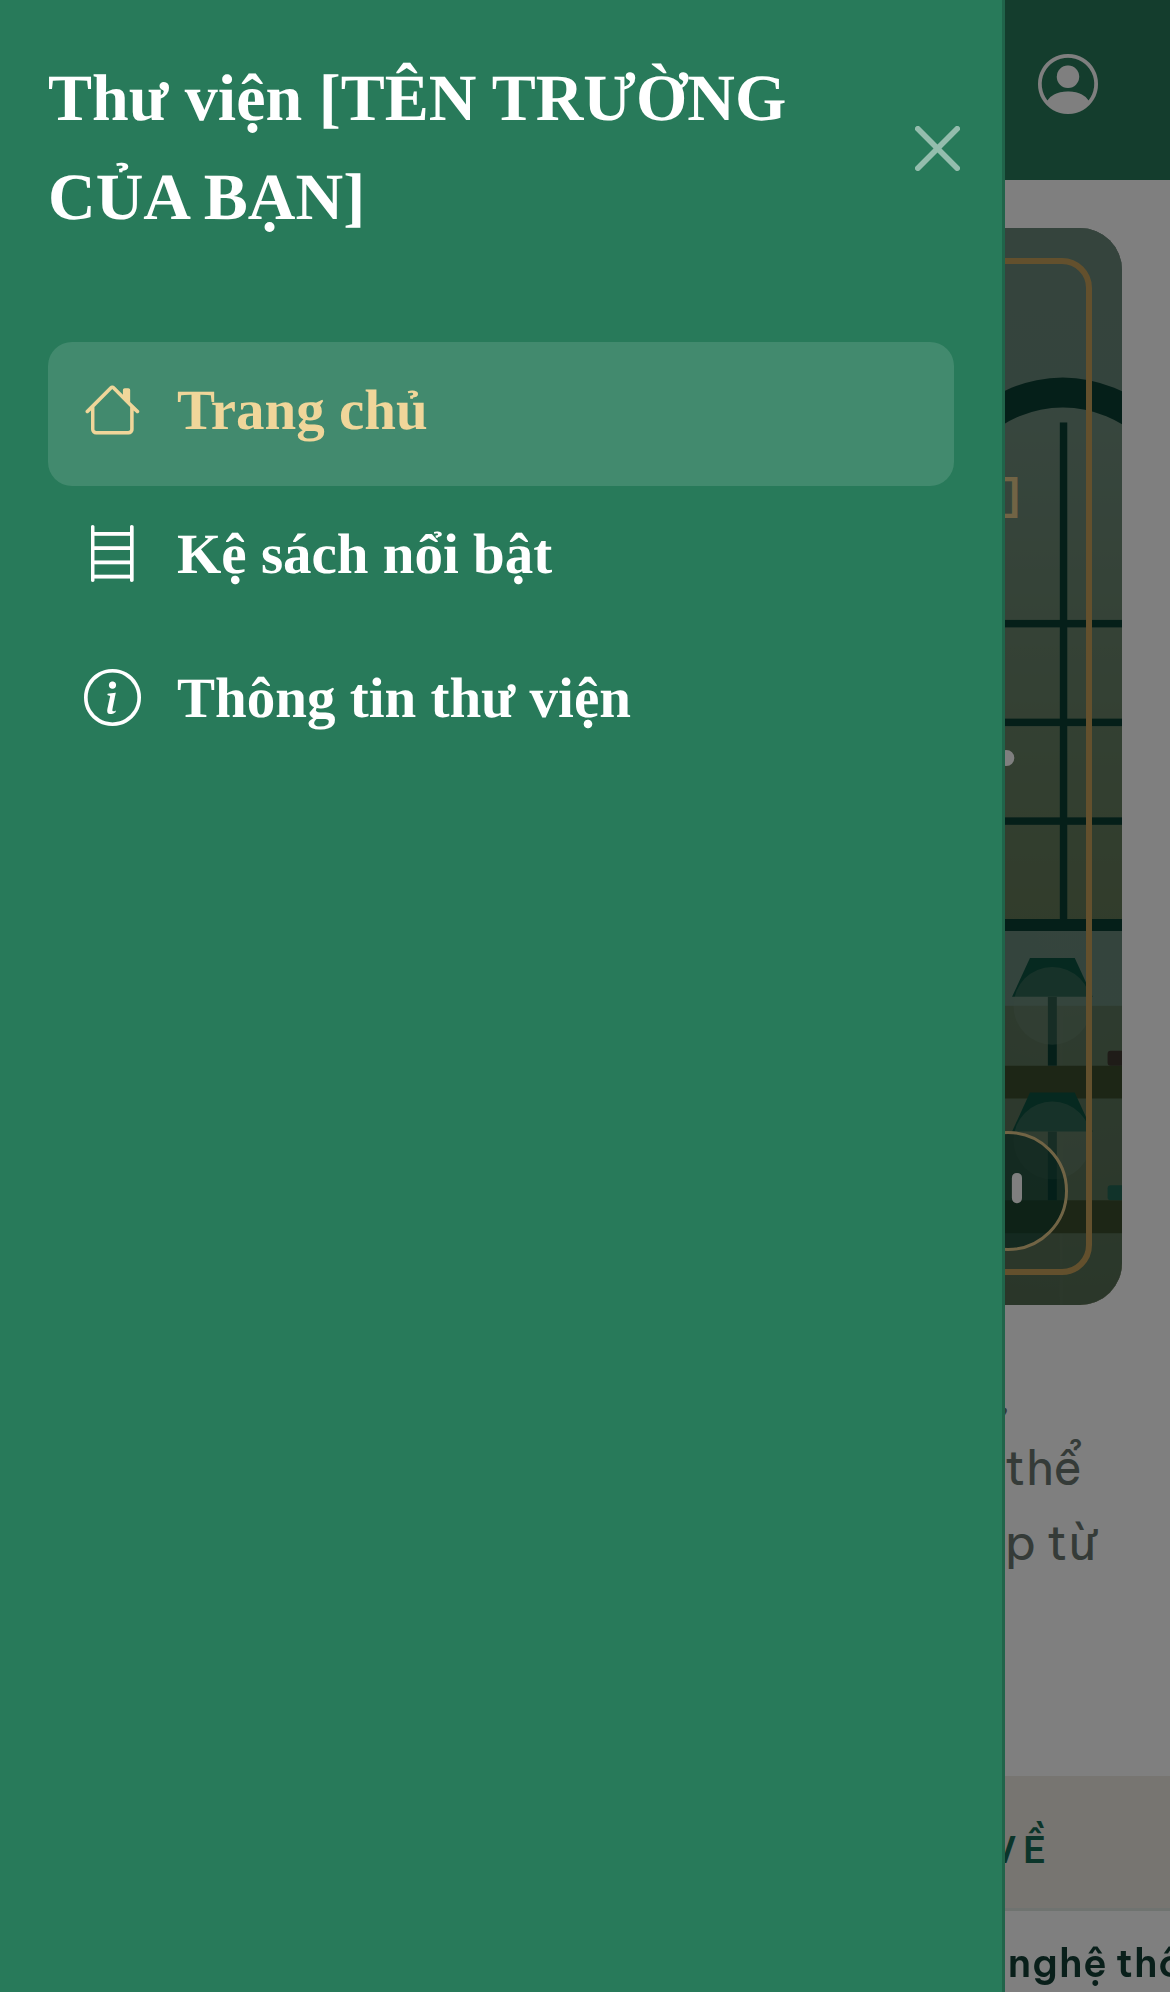 Thư viện [TÊN TRƯỜNG
CỦA BẠN]
Trang chủ
Kệ sách nổi bật
Thông tin thư viện
thể
từ
nghệ